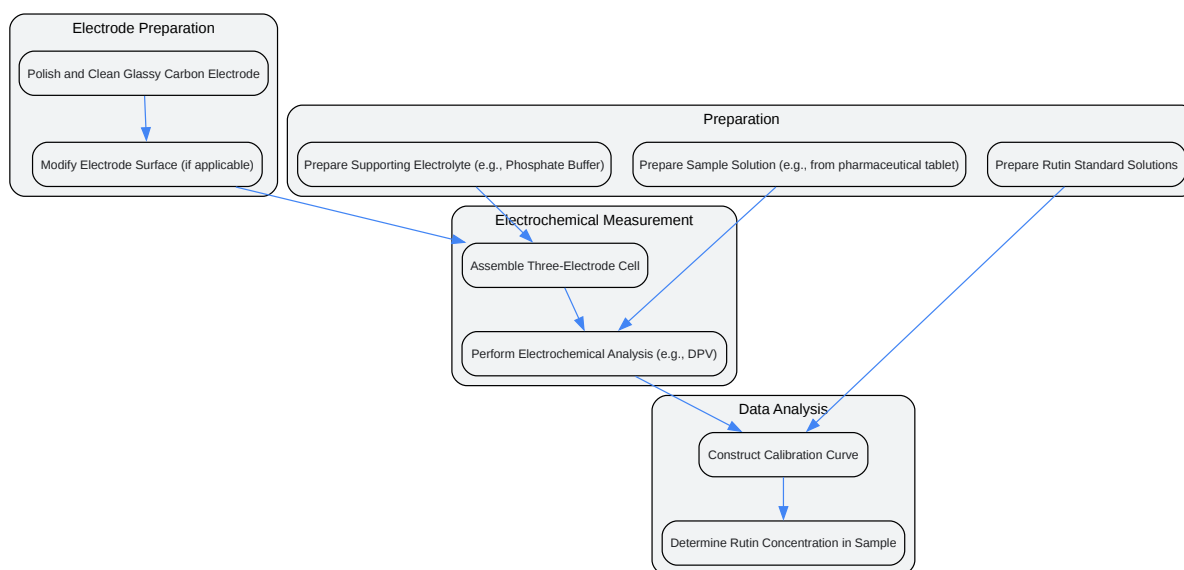 Electrode Preparation
Polish and Clean Glassy Carbon Electrode
Modify Electrode Surface (if applicable)
Preparation
Prepare Supporting Electrolyte (e.g., Phosphate Buffer)
Prepare Sample Solution (e.g., from pharmaceutical tablet)
Prepare Rutin Standard Solutions
Electrochemical Measurement
Assemble Three-Electrode Cell
Perform Electrochemical Analysis (e.g., DPV)
Data Analysis
Construct Calibration Curve
Determine Rutin Concentration in Sample